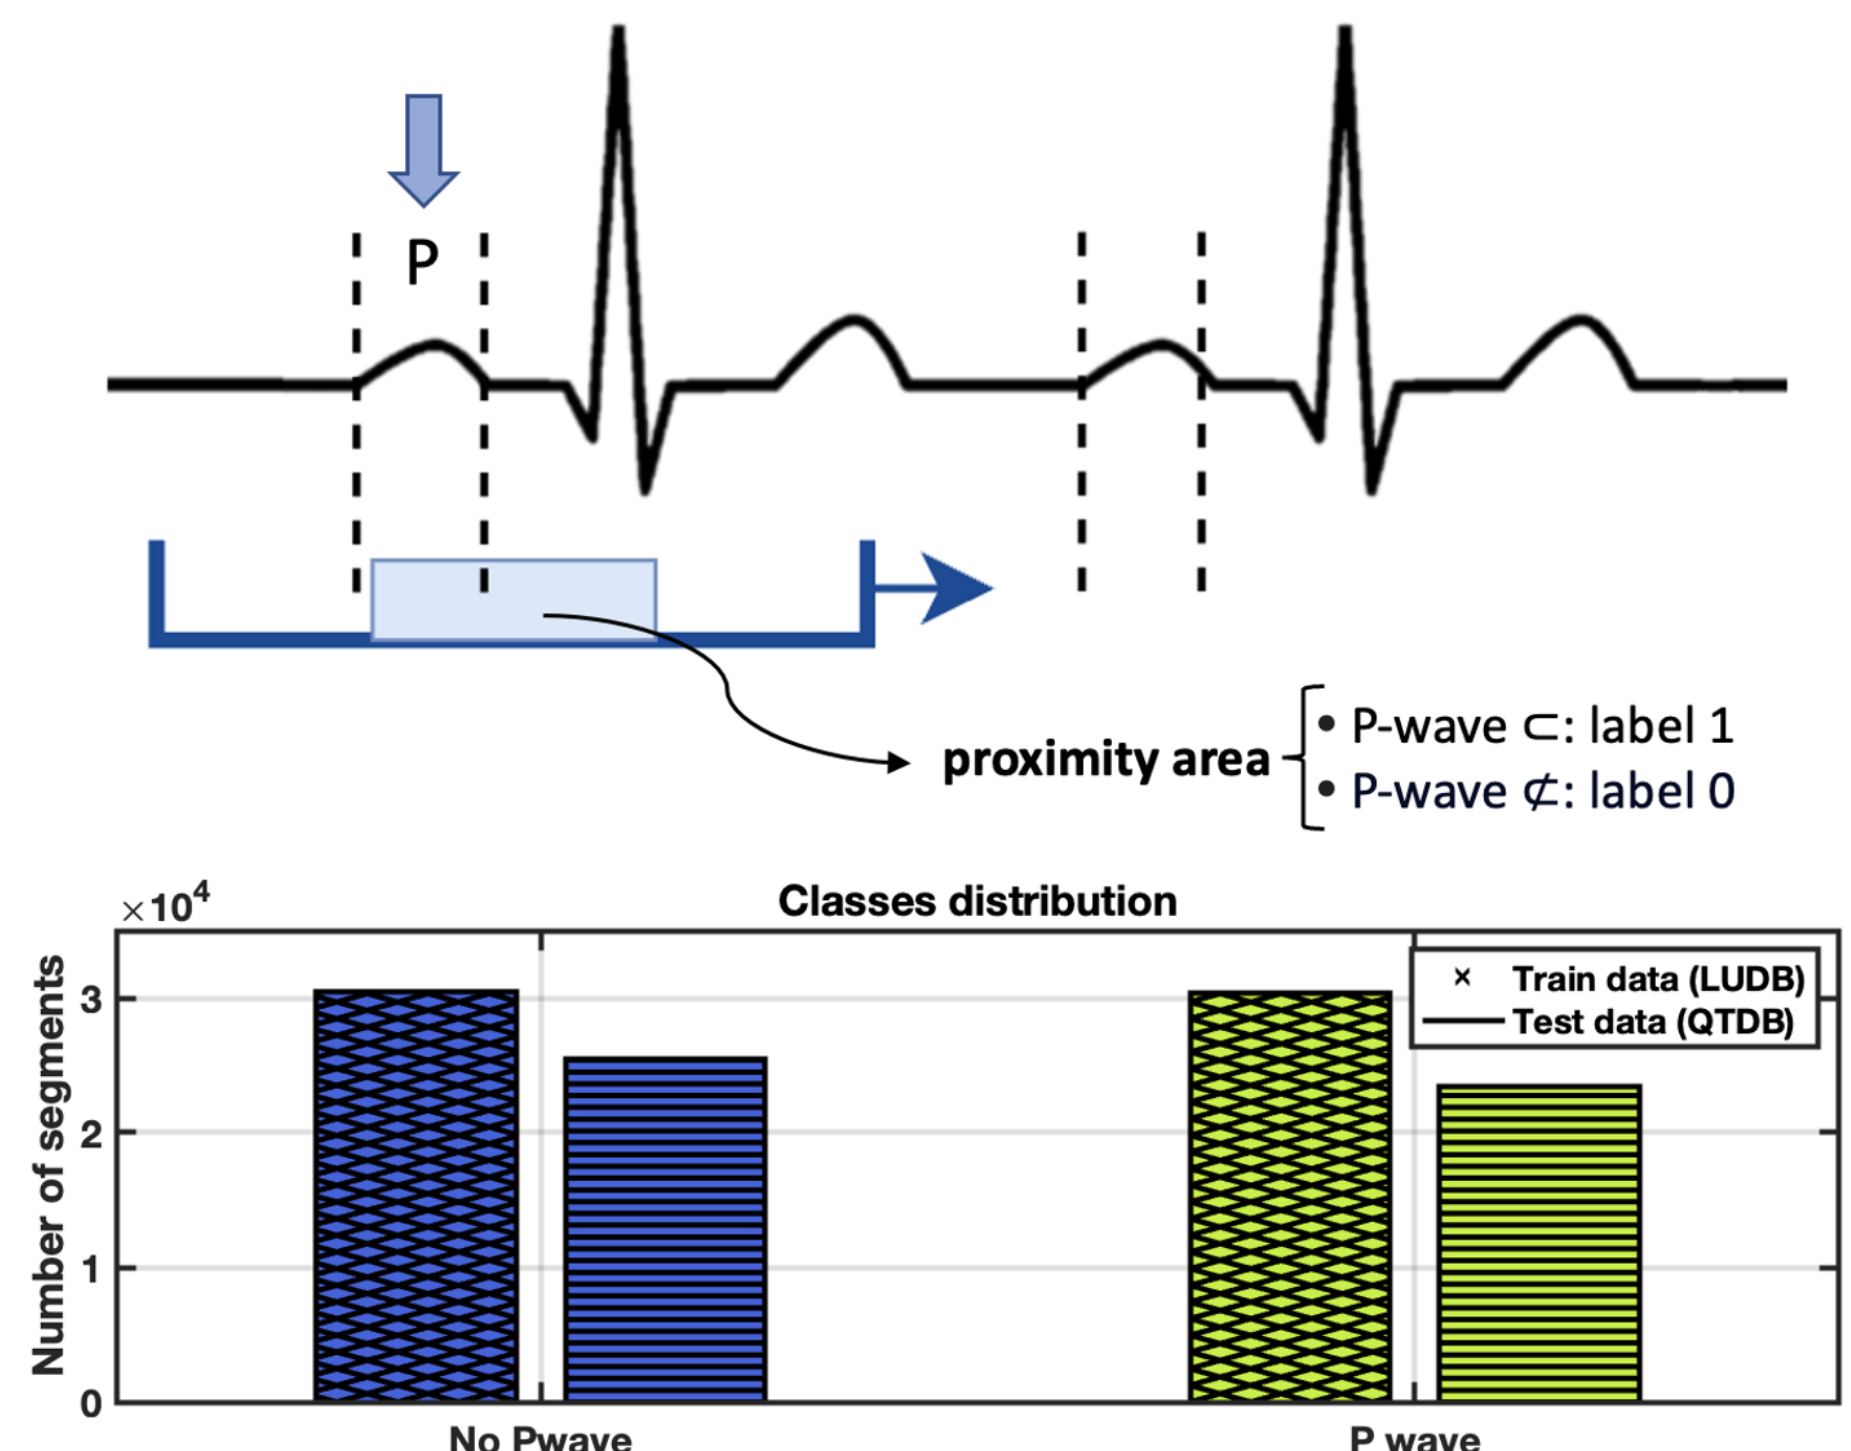 P
proximity area
• P-wave ⊂: label 1
• P-wave ⊄: label 0
×10⁴
Classes distribution
Number of segments
3
2
1
0
× Train data (LUDB)
Test data (QTDB)
No Pwave
P wave